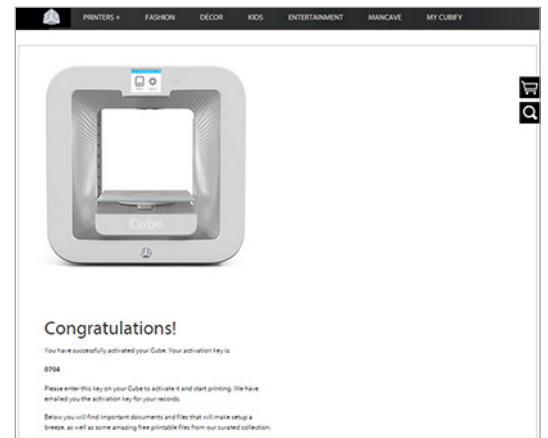 PRINTERS + FASHION DÉCOR KIDS ENTERTAINMENT MANCAVE MY CUBIFY
Cube
Congratulations!
You have successfully activated your Cube. Your activation key is:
0704
Please enter this key on your Cube to activate it and start printing. We have
emailed you the activation key for your records.
Below you will find important documents and files that will make setup a
breeze, as well as some amazing free printable files from our curated collection.